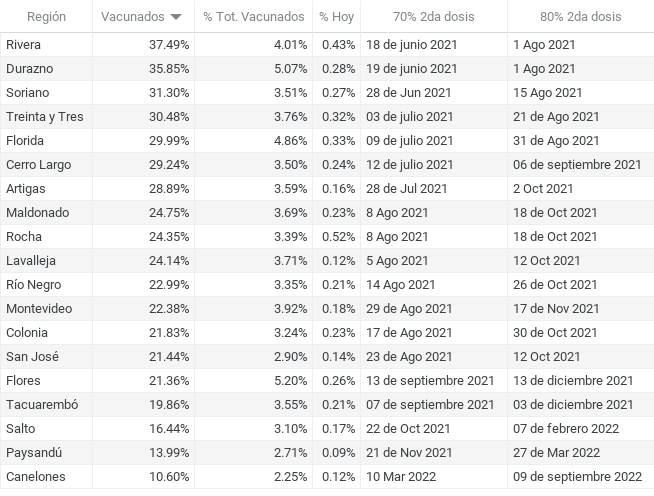 Región Vacunados % Tot. Vacunados % Hoy 70% 2da dosis 80% 2da dosis
Rivera 37.49% 4.01% 0.43% 18 de junio 2021 1 Ago 2021
Durazno 35.85% 5.07% 0.28% 19 de junio 2021 1 Ago 2021
Soriano 31.30% 3.51% 0.27% 28 de Jun 2021 15 Ago 2021
Treinta y Tres 30.48% 3.76% 0.32% 03 de julio 2021 21 de Ago 2021
Florida 29.99% 4.86% 0.33% 09 de julio 2021 31 de Ago 2021
Cerro Largo 29.24% 3.50% 0.24% 12 de julio 2021 06 de septiembre 2021
Artigas 28.89% 3.59% 0.16% 28 de Jul 2021 2 Oct 2021
Maldonado 24.75% 3.69% 0.23% 8 Ago 2021 18 de Oct 2021
Rocha 24.35% 3.39% 0.52% 8 Ago 2021 18 de Oct 2021
Lavalleja 24.14% 3.71% 0.12% 5 Ago 2021 12 Oct 2021
Río Negro 22.99% 3.35% 0.21% 14 Ago 2021 26 de Oct 2021
Montevideo 22.38% 3.92% 0.18% 29 de Ago 2021 17 de Nov 2021
Colonia 21.83% 3.24% 0.23% 17 de Ago 2021 30 de Oct 2021
San José 21.44% 2.90% 0.14% 23 de Ago 2021 12 Oct 2021
Flores 21.36% 5.20% 0.26% 13 de septiembre 2021 13 de diciembre 2021
Tacuarembó 19.86% 3.55% 0.21% 07 de septiembre 2021 03 de diciembre 2021
Salto 16.44% 3.10% 0.17% 22 de Oct 2021 07 de febrero 2022
Paysandú 13.99% 2.71% 0.09% 21 de Nov 2021 27 de Mar 2022
Canelones 10.60% 2.25% 0.12% 10 Mar 2022 09 de septiembre 2022